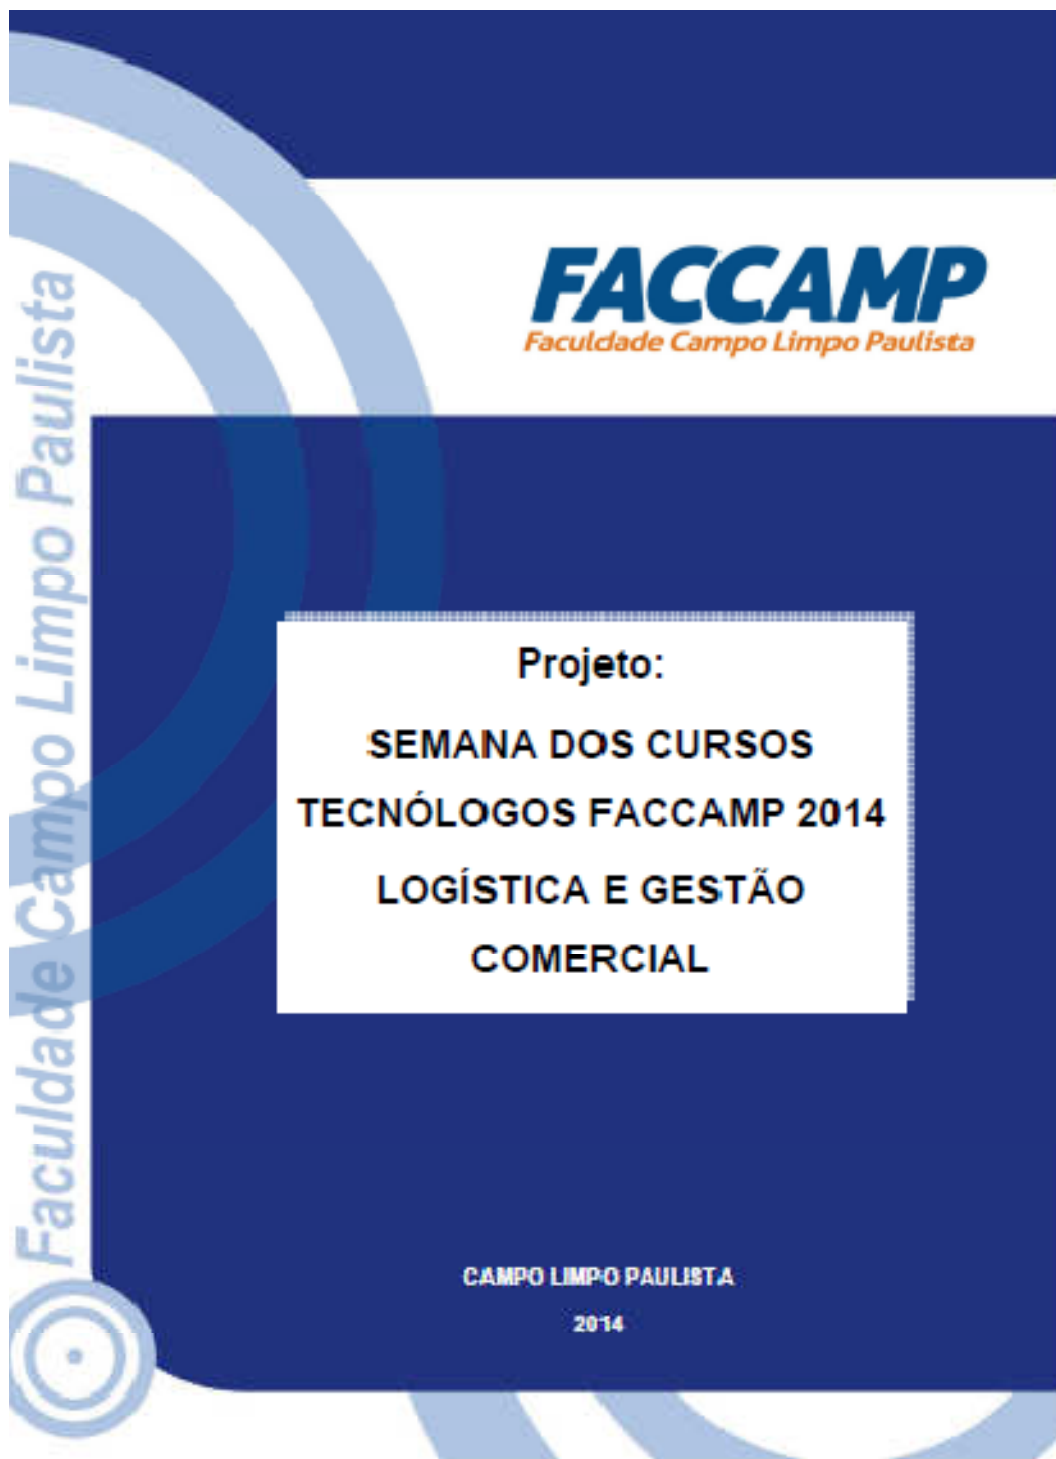 FACCAMP
Faculdade Campo Limpo Paulista
Faculdade Campo Limpo Paulista
Projeto:
SEMANA DOS CURSOS
TECNÓLOGOS FACCAMP 2014
LOGÍSTICA E GESTÃO
COMERCIAL
CAMPO LIMPO PAULISTA
2014